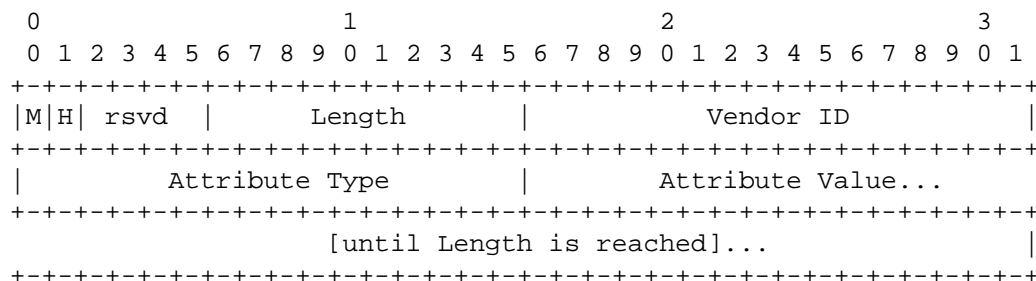 0                   1                   2                   3
 0 1 2 3 4 5 6 7 8 9 0 1 2 3 4 5 6 7 8 9 0 1 2 3 4 5 6 7 8 9 0 1
+-+-+-+-+-+-+-+-+-+-+-+-+-+-+-+-+-+-+-+-+-+-+-+-+-+-+-+-+-+-+-+-+
|M|H| rsvd  |      Length       |           Vendor ID           |
+-+-+-+-+-+-+-+-+-+-+-+-+-+-+-+-+-+-+-+-+-+-+-+-+-+-+-+-+-+-+-+-+
|         Attribute Type        |        Attribute Value...
+-+-+-+-+-+-+-+-+-+-+-+-+-+-+-+-+-+-+-+-+-+-+-+-+-+-+-+-+-+-+-+-+
                    [until Length is reached]...                |
+-+-+-+-+-+-+-+-+-+-+-+-+-+-+-+-+-+-+-+-+-+-+-+-+-+-+-+-+-+-+-+-+